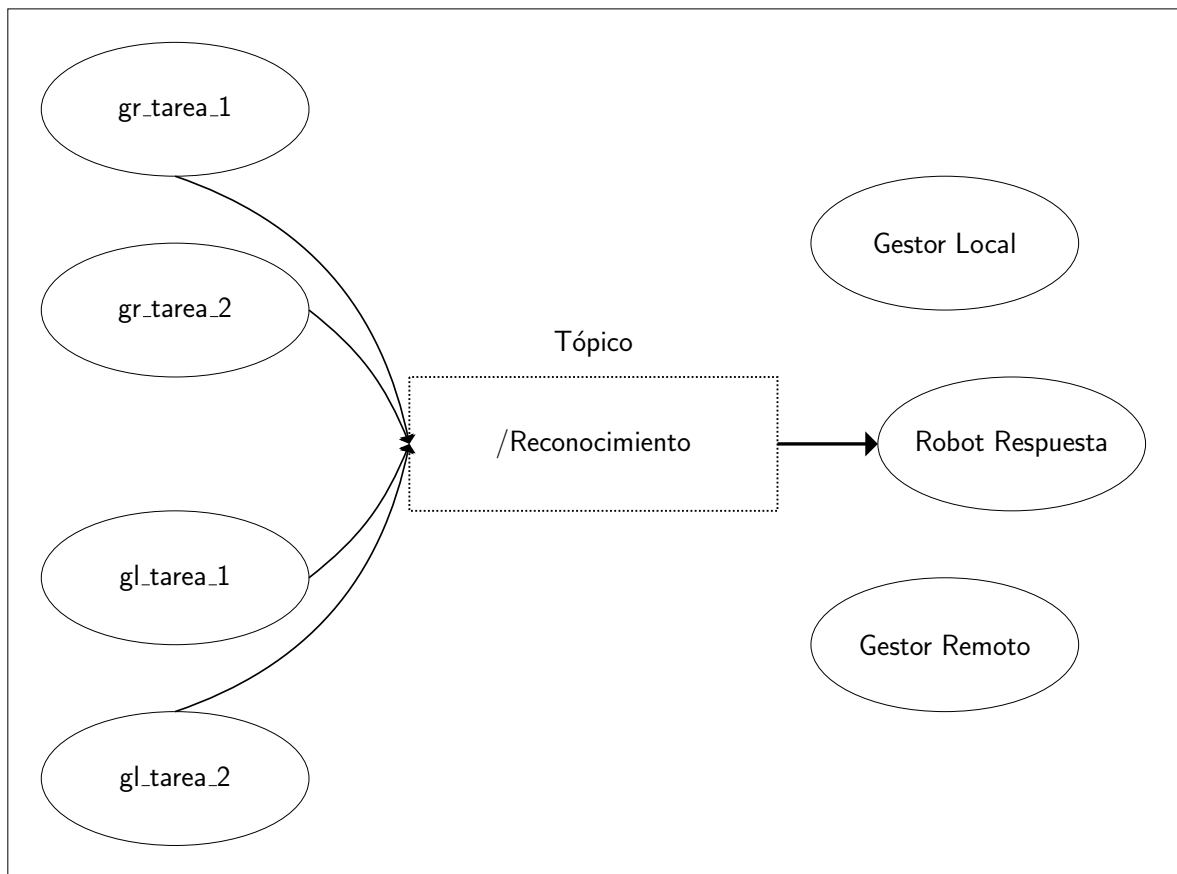 gr_tarea_1
gr_tarea_2
gl_tarea_1
gl_tarea_2
Tópico
/Reconocimiento
Gestor Local
Robot Respuesta
Gestor Remoto